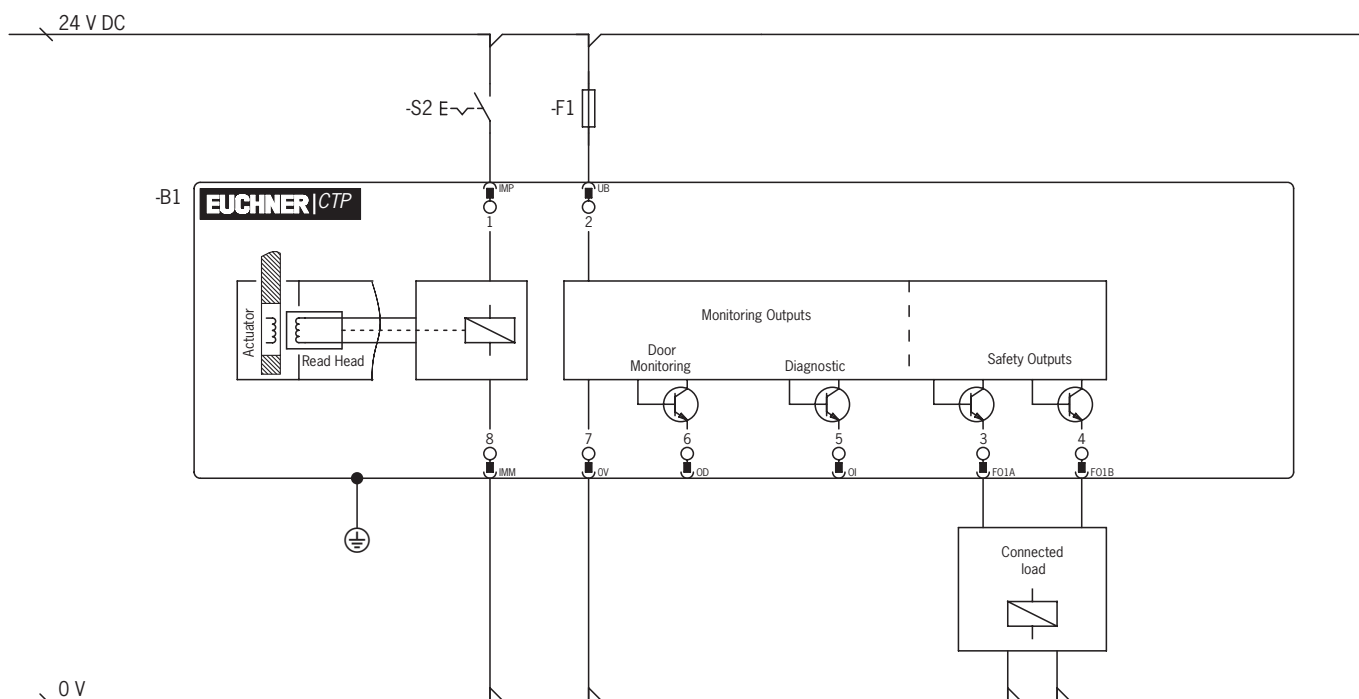 24 V DC
-S2
-F1
-B1
EUCHNER CTP
IMP
UB
1
2
Actuator
Read Head
Monitoring Outputs
Door
Monitoring
Diagnostic
Safety Outputs
8
7
6
5
3
4
IMM
0V
OD
OI
FO1A
FO1B
Connected
load
0 V